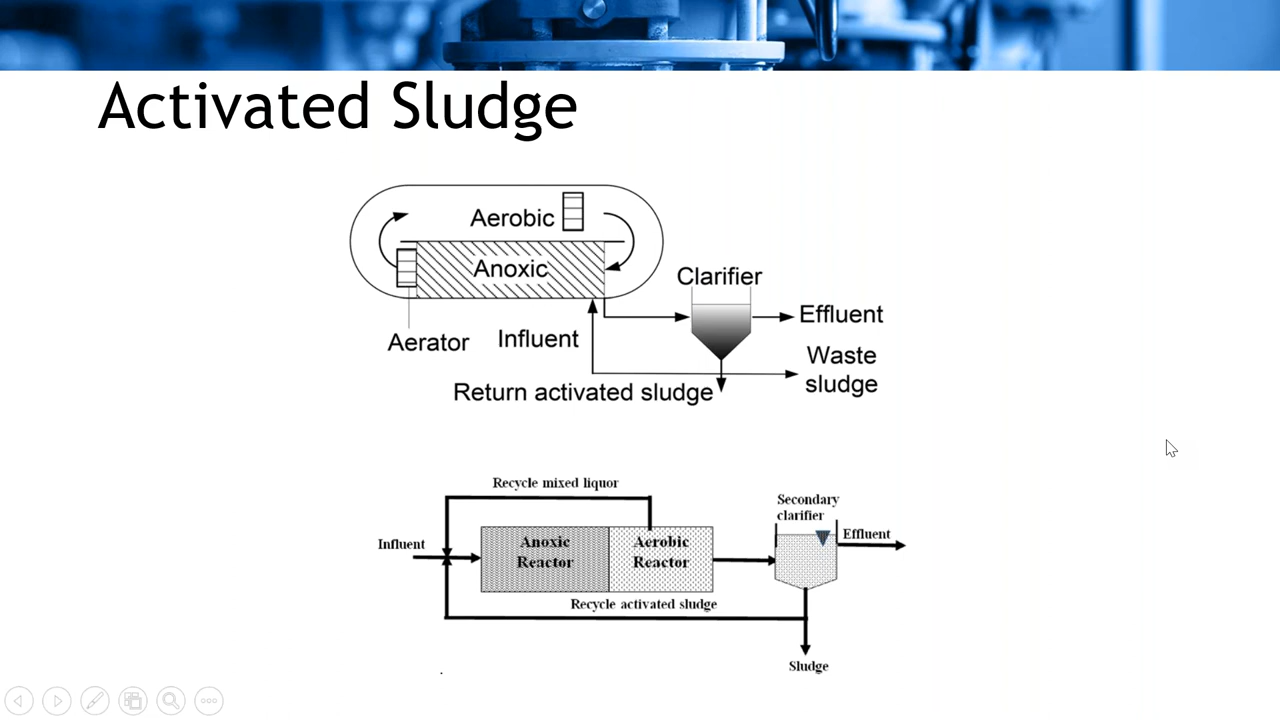 Activated Sludge
Aerobic
Anoxic
Clarifier
Effluent
Aerator
Influent
Waste
sludge
Return activated sludge
Recycle mixed liquor
Secondary
clarifier
Influent
Anoxic
Reactor
Aerobic
Reactor
Effluent
Recycle activated sludge
Sludge